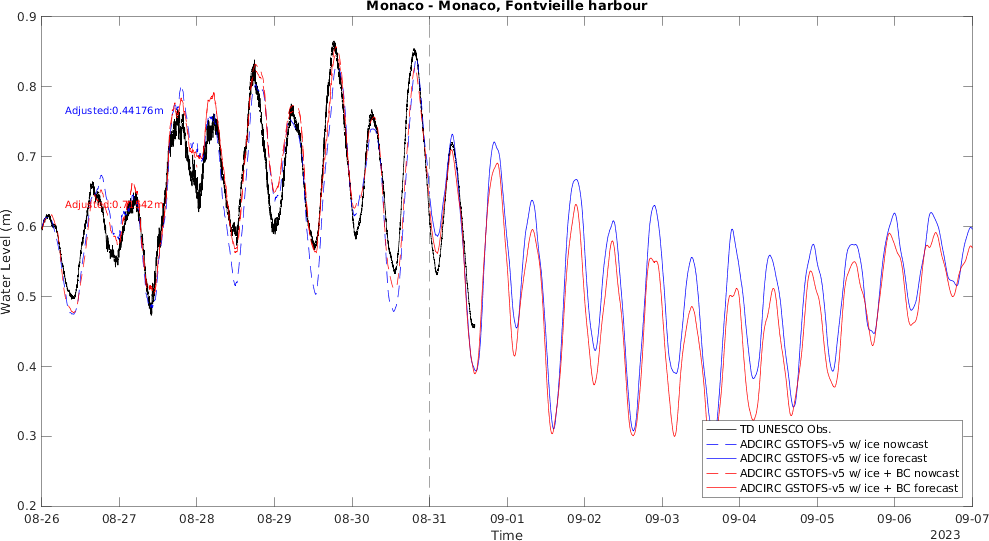 Monaco - Monaco, Fontvieille harbour
Water Level (m)
0.9
0.8
0.7
0.6
0.5
0.4
0.3
0.2
Adjusted:0.44176m
08-26
08-27
08-28
08-29
08-30
08-31
09-01
09-02
09-03
09-04
09-05
09-06
09-07
Time
2023
TD UNESCO Obs.
ADCIRC GSTOFS-v5 w/ ice nowcast
ADCIRC GSTOFS-v5 w/ ice forecast
ADCIRC GSTOFS-v5 w/ ice + BC nowcast
ADCIRC GSTOFS-v5 w/ ice + BC forecast